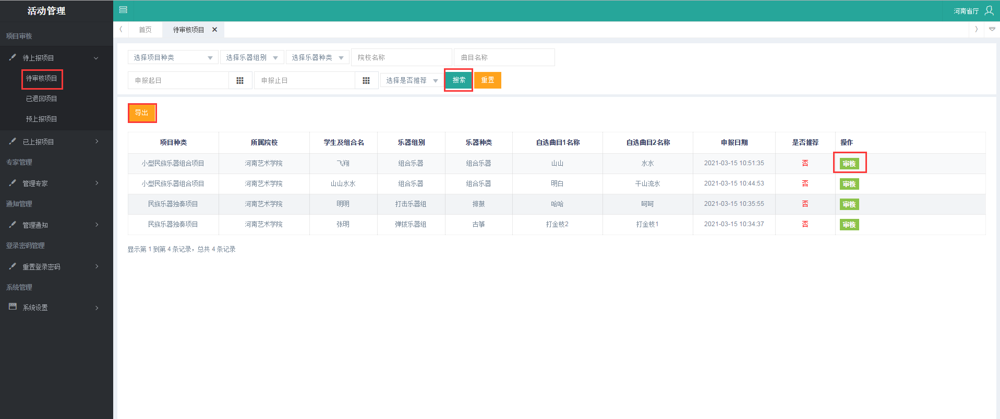 活动管理
河南省厅
项目审核
待上报项目
待审核项目
已退回项目
预上报项目
已上报项目
专家管理
管理专家
通知管理
管理通知
登录密码管理
重置登录密码
系统管理
系统设置
首页 待审核项目
选择项目种类 选择乐器组别 选择乐器种类 院校名称 曲目名称
申报起日 申报止日 选择是否推荐 搜索 重置
导出
项目种类 所属院校 学生及组合名 乐器组别 乐器种类 自选曲目1名称 自选曲目2名称 申报日期 是否推荐 操作
小型民族乐器组合项目 河南艺术学院 飞翔 组合乐器 组合乐器 山山 水水 2021-03-15 10:51:35 否 审核
小型民族乐器组合项目 河南艺术学院 山山水水 组合乐器 组合乐器 明白 干山流水 2021-03-15 10:44:53 否 审核
民族乐器独奏项目 河南艺术学院 明明 打击乐器组 排鼓 哈哈 呵呵 2021-03-15 10:35:55 否 审核
民族乐器独奏项目 河南艺术学院 张明 弹拨乐器组 古筝 打金枝2 打金枝1 2021-03-15 10:34:37 否 审核
显示第 1 到第 4 条记录，总共 4 条记录